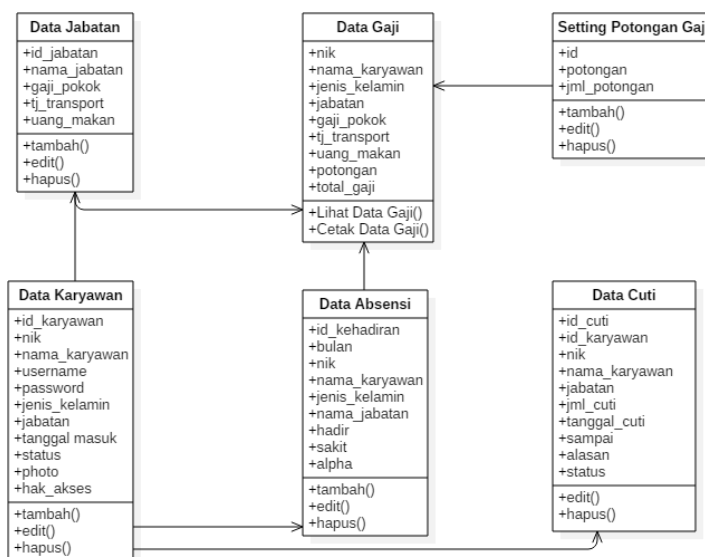 Data Jabatan
+id_jabatan
+nama_jabatan
+gaji_pokok
+tj_transport
+uang_makan
+tambah()
+edit()
+hapus()
Data Gaji
+nik
+nama_karyawan
+jenis_kelamin
+jabatan
+gaji_pokok
+tj_transport
+uang_makan
+potongan
+total_gaji
+Lihat Data Gaji()
+Cetak Data Gaji()
Setting Potongan Gaj
+id
+potongan
+jml_potongan
+tambah()
+edit()
+hapus()
Data Karyawan
+id_karyawan
+nik
+nama_karyawan
+username
+password
+jenis_kelamin
+jabatan
+tanggal masuk
+status
+photo
+hak_akses
+tambah()
+edit()
+hapus()
Data Absensi
+id_kehadiran
+bulan
+nik
+nama_karyawan
+jenis_kelamin
+nama_jabatan
+hadir
+sakit
+alpha
+tambah()
+edit()
+hapus()
Data Cuti
+id_cuti
+id_karyawan
+nik
+nama_karyawan
+jabatan
+jml_cuti
+tanggal_cuti
+sampai
+alasan
+status
+edit()
+hapus()